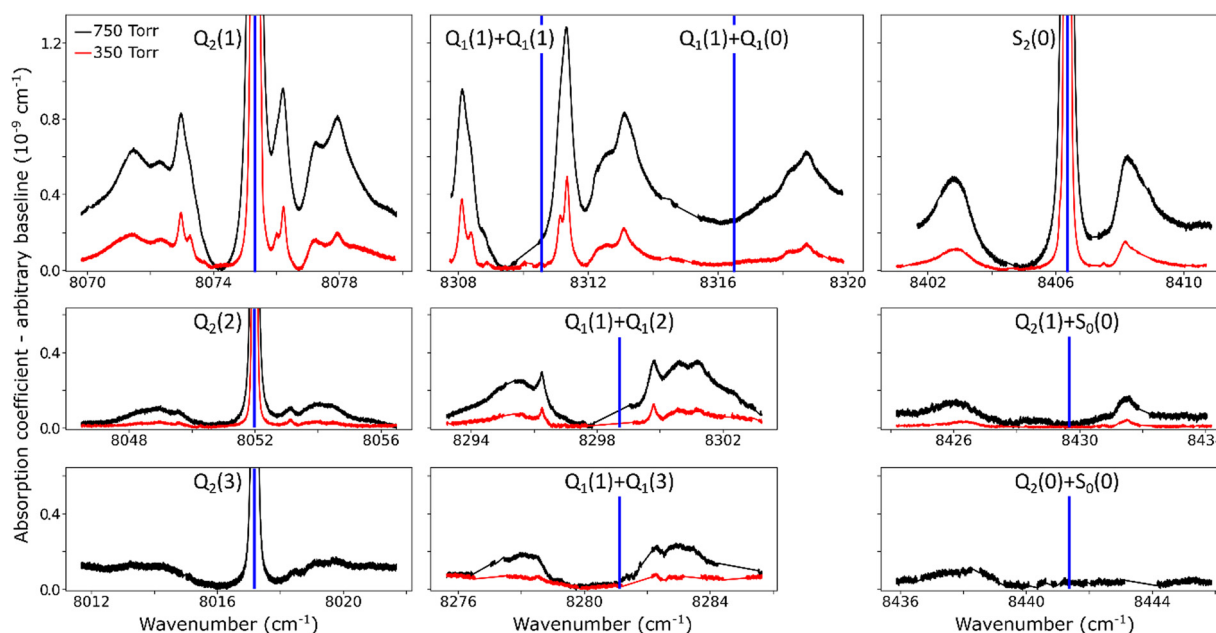 750 Torr
350 Torr
Q₂(1)
Q₁(1)+Q₁(1)
Q₁(1)+Q₁(0)
S₂(0)
1.2
0.8
0.4
0.0
8070 8074 8078
8308 8312 8316 8320
8402 8406 8410
Absorption coefficient - arbitrary baseline (10⁻⁹ cm⁻¹)
Q₂(2)
Q₁(1)+Q₁(2)
Q₂(1)+S₀(0)
0.4
0.0
8048 8052 8056
8294 8298 8302
8426 8430 8434
Q₂(3)
Q₁(1)+Q₁(3)
Q₂(0)+S₀(0)
0.4
0.0
8012 8016 8020
8276 8280 8284
8436 8440 8444
Wavenumber (cm⁻¹)
Wavenumber (cm⁻¹)
Wavenumber (cm⁻¹)